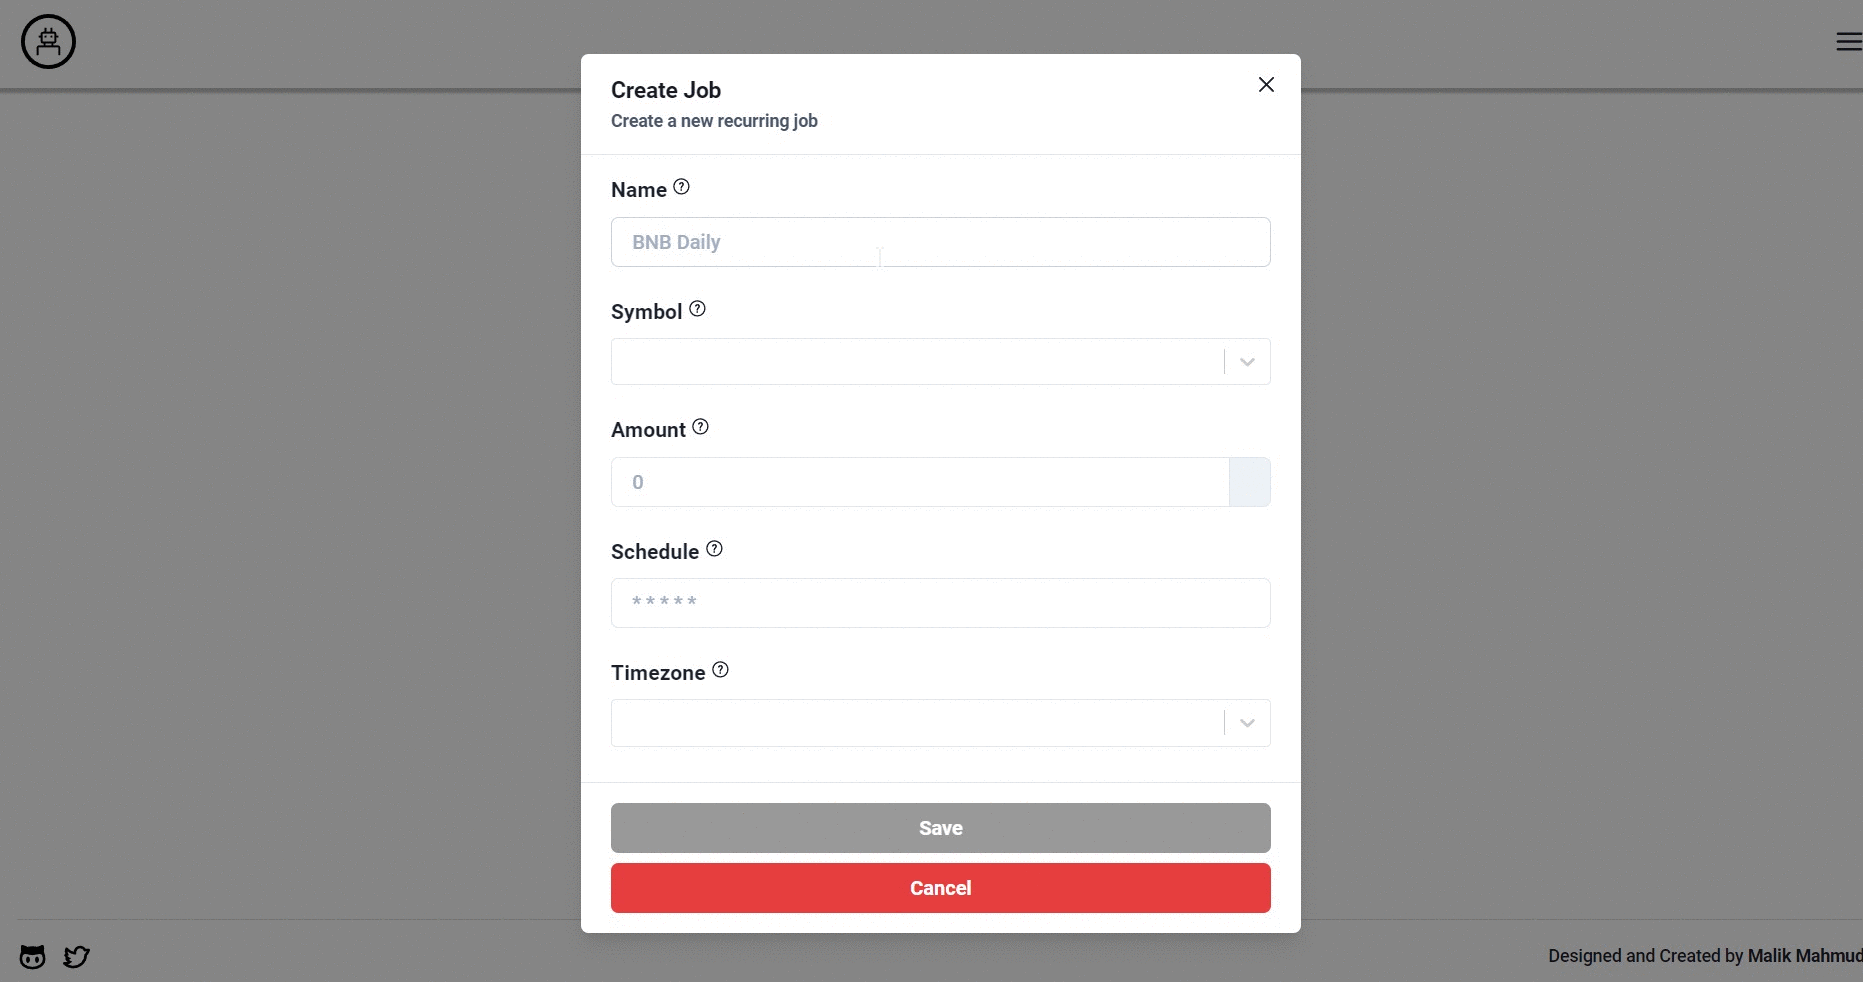 Create Job
Create a new recurring job
Name
BNB Daily
Symbol
Amount
0
Schedule
* * * * *
Timezone
Save
Cancel
Designed and Created by Malik Mahmud